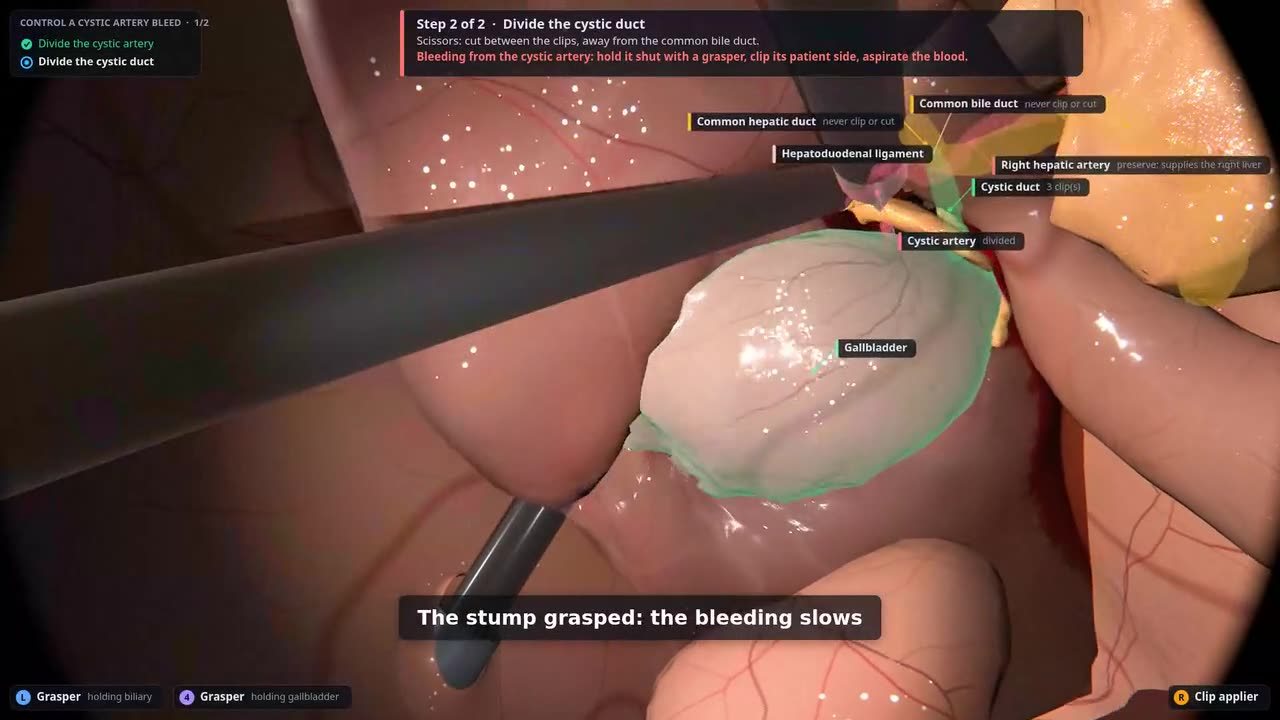 CONTROL A CYSTIC ARTERY BLEED · 1/2
Divide the cystic artery
Divide the cystic duct
Step 2 of 2 · Divide the cystic duct
Scissors: cut between the clips, away from the common bile duct.
Bleeding from the cystic artery: hold it shut with a grasper, clip its patient side, aspirate the blood.
Common bile duct never clip or cut
Common hepatic duct never clip or cut
Hepatoduodenal ligament
Right hepatic artery preserve: supplies the right liver
Cystic duct 3 clip(s)
Cystic artery divided
Gallbladder
The stump grasped: the bleeding slows
L Grasper holding biliary
4 Grasper holding gallbladder
R Clip applier